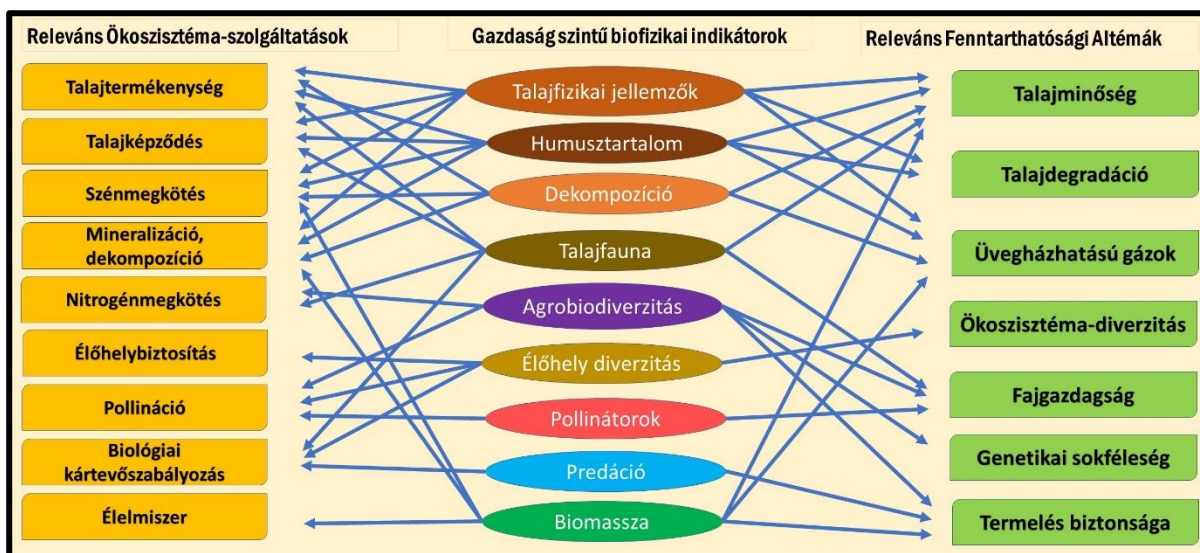 Releváns Ökoszisztéma-szolgáltatások
Talajtermékenység
Talajképződés
Szénmegkötés
Mineralizáció,
dekompozíció
Nitrogénmegkötés
Élőhelybiztosítás
Pollináció
Biológiai
kártevőszabályozás
Élelmiszer
Gazdaság szintű biofizikai indikátorok
Talajfizikai jellemzők
Humusztartalom
Dekompozíció
Talajfauna
Agrobiodiverzitás
Élőhely diverzitás
Pollinátorok
Predáció
Biomassza
Releváns Fenntarthatósági Altémák
Talajminőség
Talajdegradáció
Üvegházhatású gázok
Ökoszisztéma-diverzitás
Fajgazdagság
Genetikai sokféleség
Termelés biztonsága